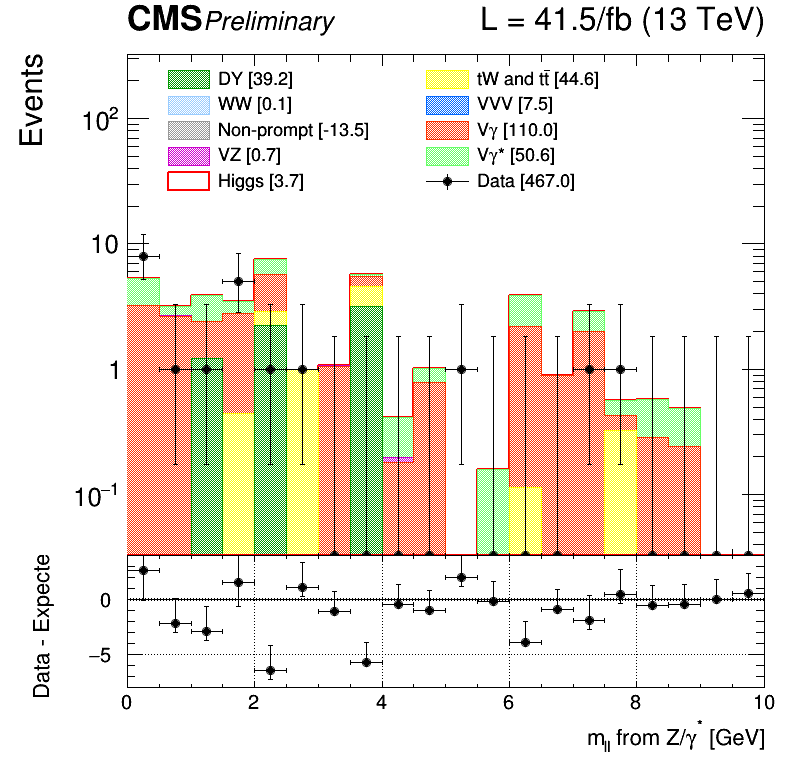 CMS Preliminary L = 41.5/fb (13 TeV)
Events
DY [39.2]
WW [0.1]
Non-prompt [-13.5]
VZ [0.7]
Higgs [3.7]
tW and tt̄ [44.6]
VVV [7.5]
Vγ [110.0]
Vγ* [50.6]
Data [467.0]
10²
10
1
10⁻¹
Data - Expecte
0
−5
0 2 4 6 8 10
m_ll from Z/γ* [GeV]